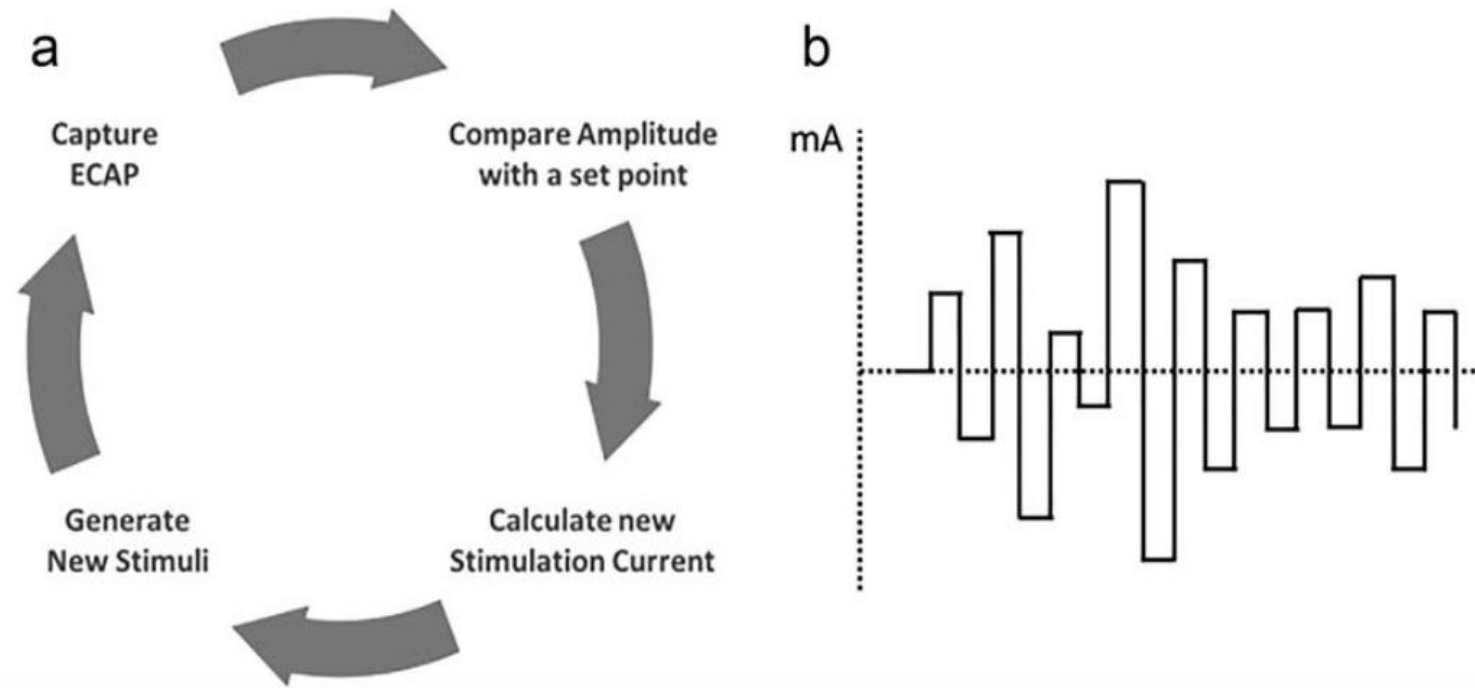 a
Capture
ECAP
Compare Amplitude
with a set point
Calculate new
Stimulation Current
Generate
New Stimuli
b
mA